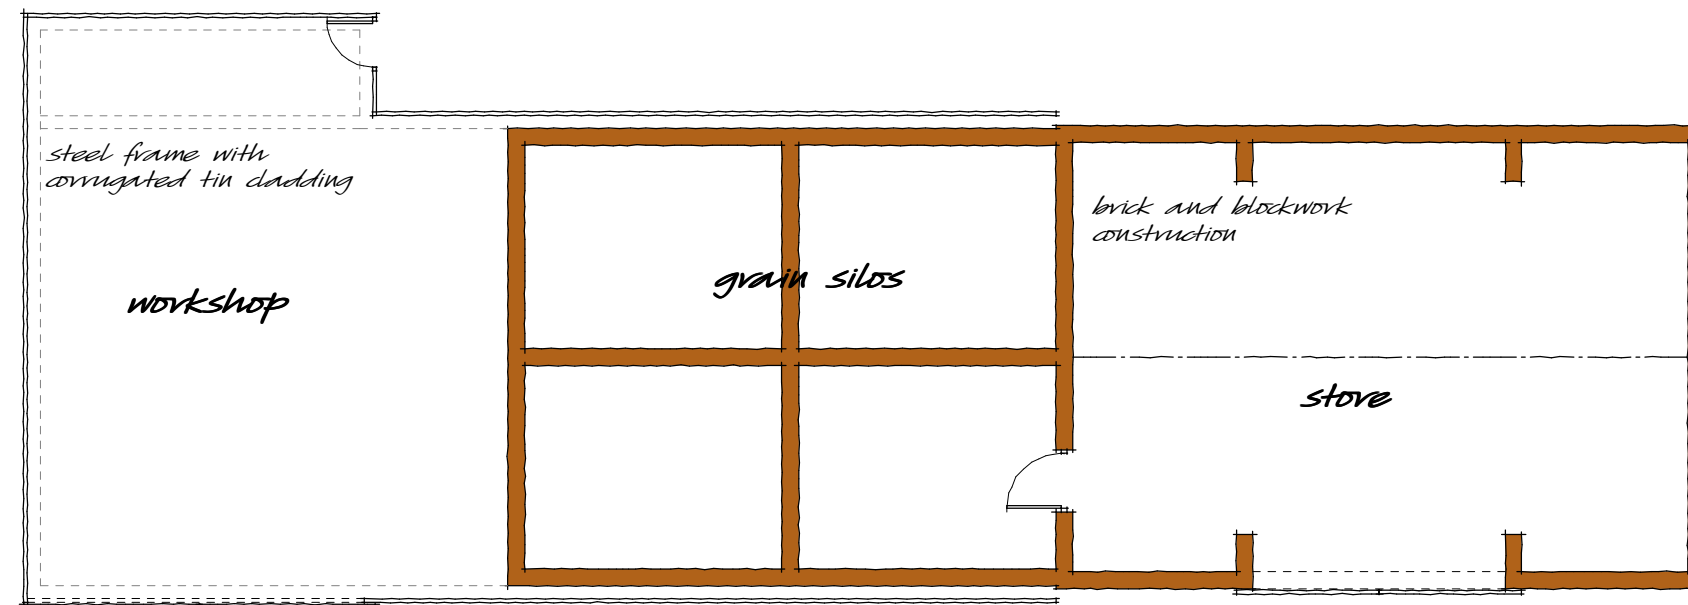 steel frame with
corrugated tin cladding
workshop
grain silos
brick and blockwork
construction
store